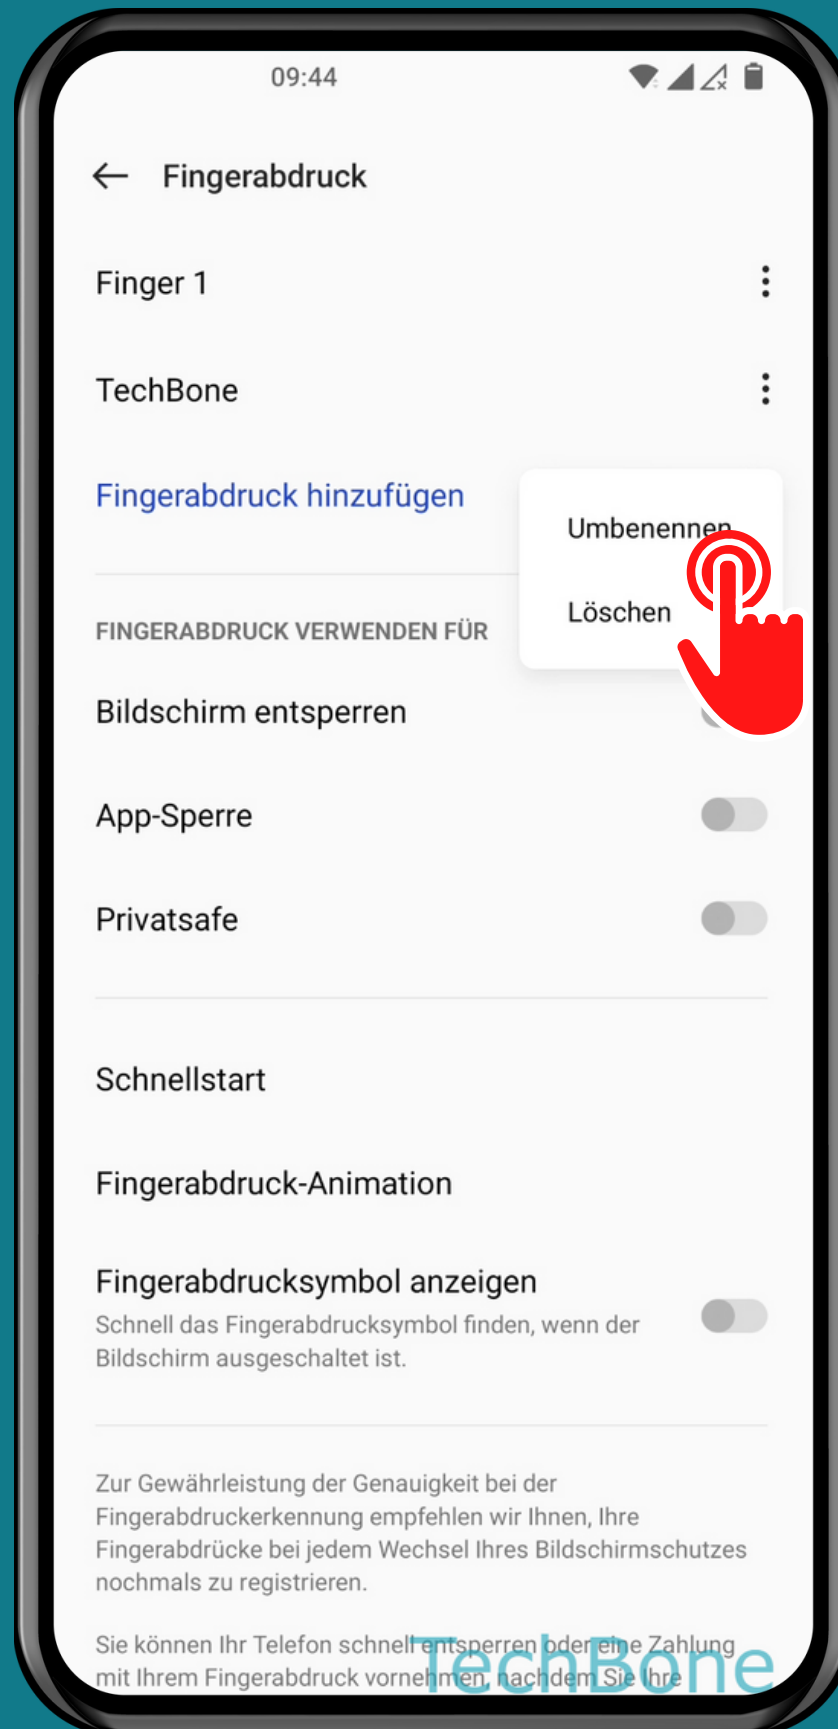 09:44
Fingerabdruck
Finger 1
TechBone
Fingerabdruck hinzufügen
Umbenennen
Löschen
FINGERABDRUCK VERWENDEN FÜR
Bildschirm entsperren
App-Sperre
Privatsafe
Schnellstart
Fingerabdruck-Animation
Fingerabdrucksymbol anzeigen
Schnell das Fingerabdrucksymbol finden, wenn der
Bildschirm ausgeschaltet ist.
Zur Gewährleistung der Genauigkeit bei der
Fingerabdruckerkennung empfehlen wir Ihnen, Ihre
Fingerabdrücke bei jedem Wechsel Ihres Bildschirmschutzes
nochmals zu registrieren.
Sie können Ihr Telefon schnell entsperren oder eine Zahlung
mit Ihrem Fingerabdruck vornehmen, nachdem Sie Ihre
TechBone